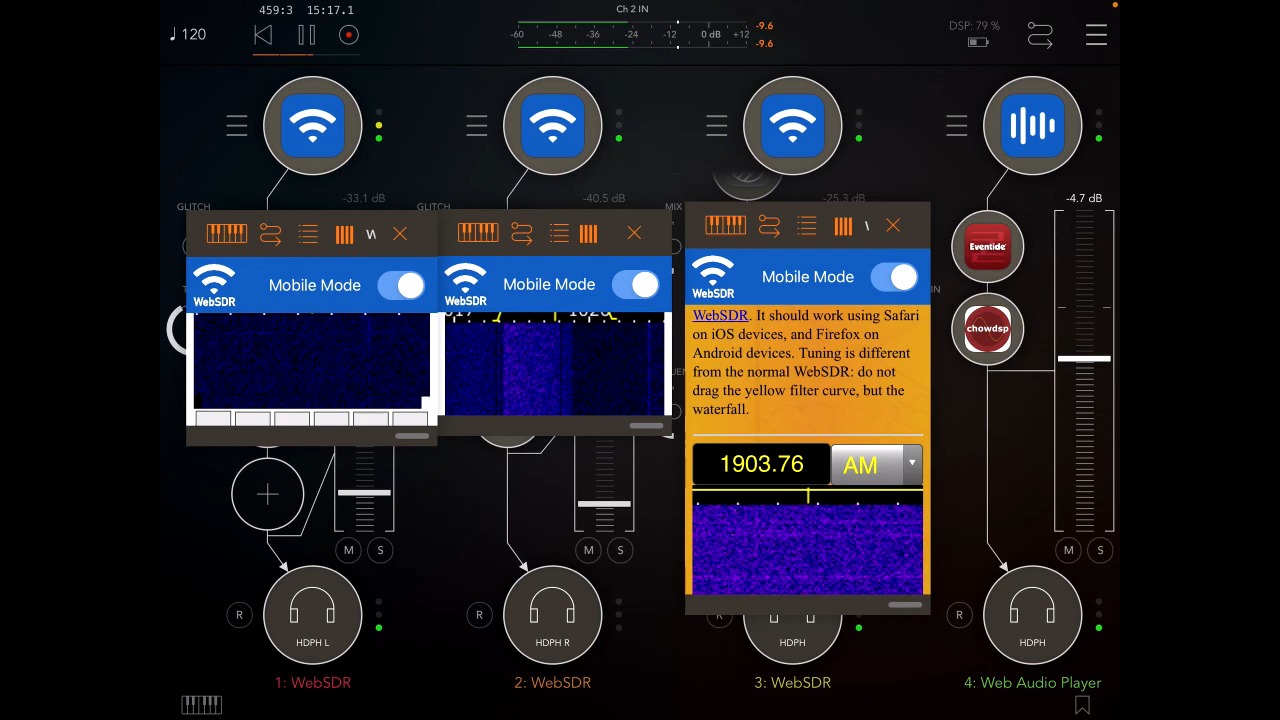 459:3 15:17.1
Ch 2 IN
♩ 120
-60 -48 -36 -24 -12 0 dB +12
-9.6
-9.6
DSP: 79 %
-33.1 dB
-40.5 dB
-25.3 dB
-4.7 dB
GLITCH
GLITCH
MIX
W
WebSDR
Mobile Mode
WebSDR
Mobile Mode
WebSDR
Mobile Mode
IN
WebSDR. It should work using Safari
on iOS devices, and Firefox on
Android devices. Tuning is different
from the normal WebSDR: do not
drag the yellow filter curve, but the
waterfall.
1903.76
AM
Eventide
chowdsp
M S
M S
M S
R
HDPH L
R
HDPH R
R
HDPH
R
HDPH
1: WebSDR
2: WebSDR
3: WebSDR
4: Web Audio Player